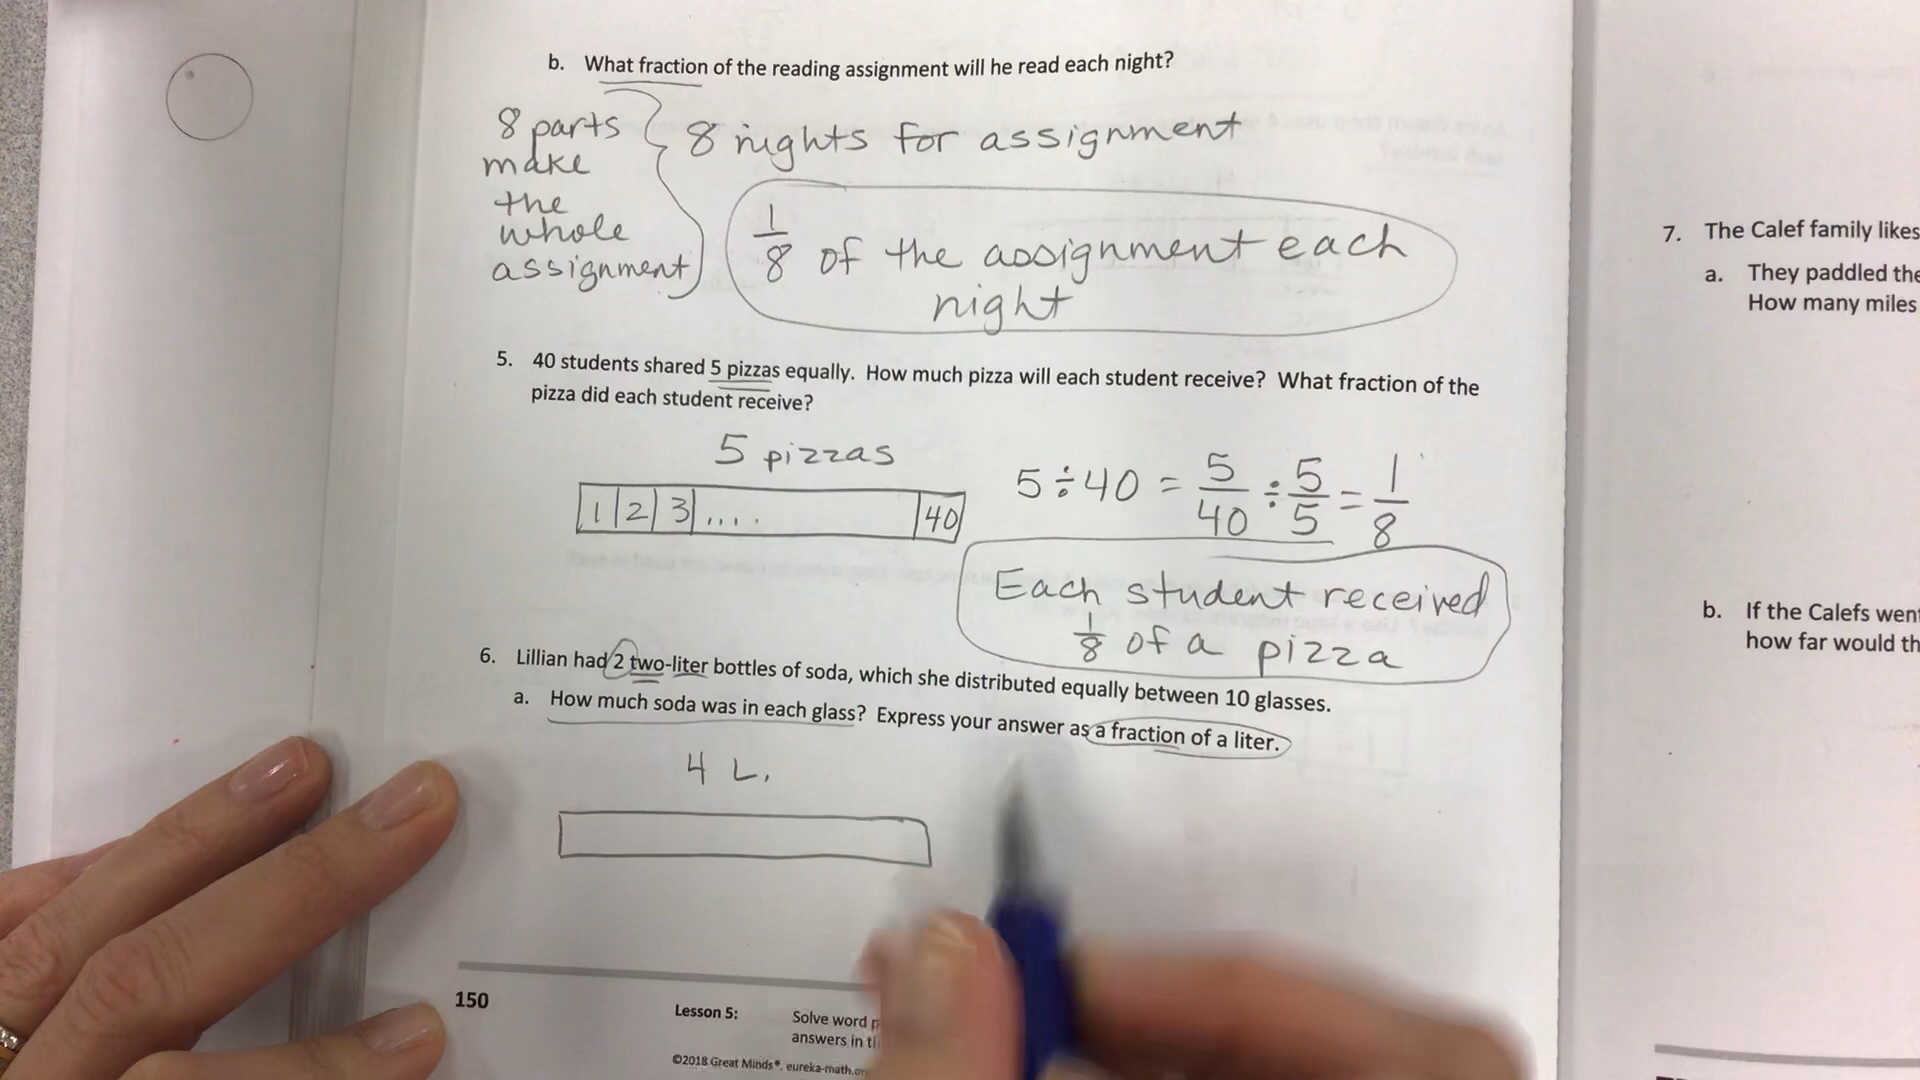 b. What fraction of the reading assignment will he read each night?
8 parts
make
the
whole
assignment
8 nights for assignment
1/8 of the assignment each
night
5. 40 students shared 5 pizzas equally. How much pizza will each student receive? What fraction of the
pizza did each student receive?
5 pizzas
1 2 3 .... 40
5 ÷ 40 = 5/40 ÷ 5/5 = 1/8
Each student received
1/8 of a pizza
6. Lillian had 2 two-liter bottles of soda, which she distributed equally between 10 glasses.
a. How much soda was in each glass? Express your answer as a fraction of a liter.
4 L.
150
Lesson 5:
Solve word
answers in
©2018 Great Minds®. eureka-math.or
7. The Calef family likes
a. They paddled the
How many miles
b. If the Calefs went
how far would th